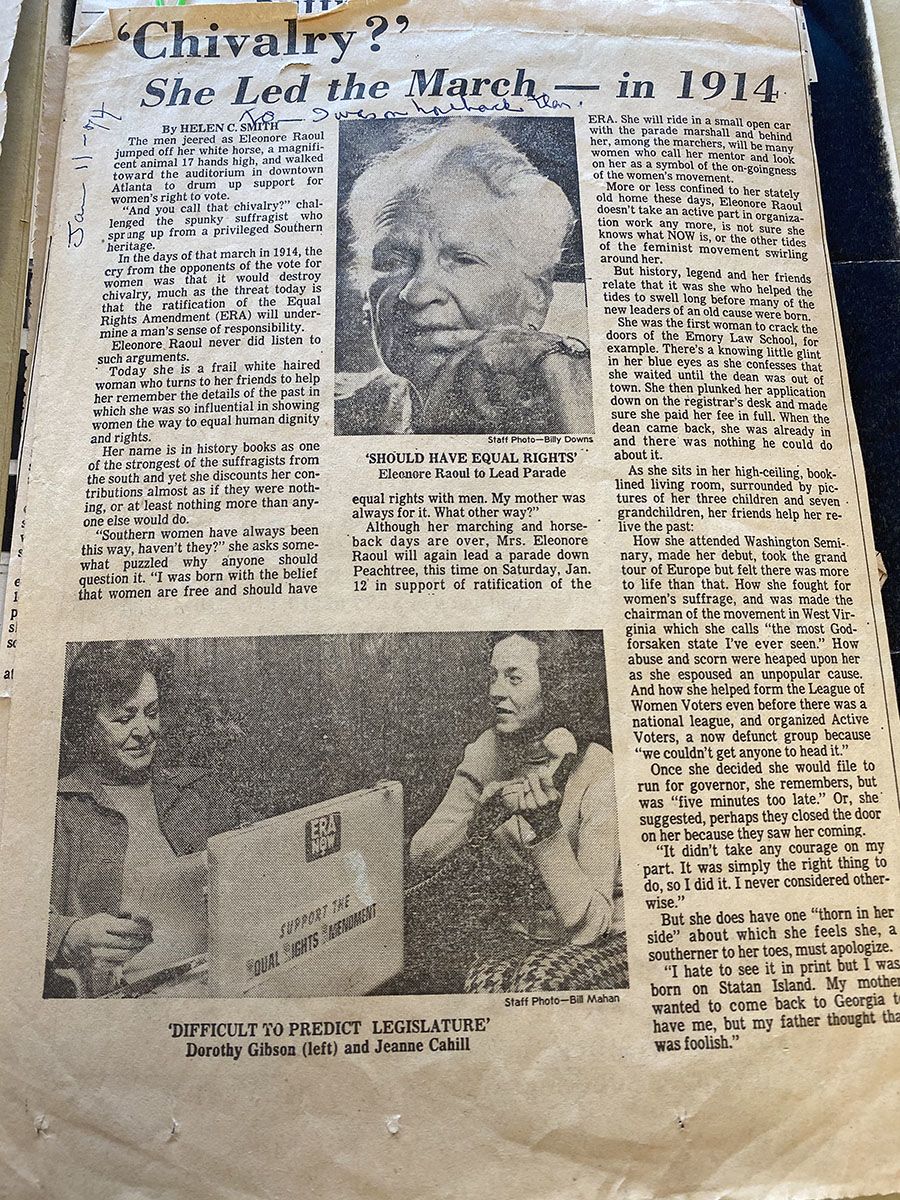 'Chivalry?'
She Led the March — in 1914
Jan - 11 - 74
I was on horseback then.
By HELEN C. SMITH
The men jeered as Eleonore Raoul
jumped off her white horse, a magnifi-
cent animal 17 hands high, and walked
toward the auditorium in downtown
Atlanta to drum up support for
women's right to vote.
"And you call that chivalry?" chal-
lenged the spunky suffragist who
sprang up from a privileged Southern
heritage.
In the days of that march in 1914, the
cry from the opponents of the vote for
women was that it would destroy
chivalry, much as the threat today is
that the ratification of the Equal
Rights Amendment (ERA) will under-
mine a man's sense of responsibility.
Eleonore Raoul never did listen to
such arguments.
Today she is a frail white haired
woman who turns to her friends to help
her remember the details of the past in
which she was so influential in showing
women the way to equal human dignity
and rights.
Her name is in history books as one
of the strongest of the suffragists from
the south and yet she discounts her con-
tributions almost as if they were noth-
ing, or at least nothing more than any-
one else would do.
"Southern women have always been
this way, haven't they?" she asks some-
what puzzled why anyone should
question it. "I was born with the belief
that women are free and should have
Staff Photo—Billy Downs
'SHOULD HAVE EQUAL RIGHTS'
Eleonore Raoul to Lead Parade
equal rights with men. My mother was
always for it. What other way?"
Although her marching and horse-
back days are over, Mrs. Eleonore
Raoul will again lead a parade down
Peachtree, this time on Saturday, Jan.
12 in support of ratification of the
ERA. She will ride in a small open car
with the parade marshall and behind
her, among the marchers, will be many
women who call her mentor and look
on her as a symbol of the on-goingness
of the women's movement.
More or less confined to her stately
old home these days, Eleonore Raoul
doesn't take an active part in organiza-
tion work any more, is not sure she
knows what NOW is, or the other tides
of the feminist movement swirling
around her.
But history, legend and her friends
relate that it was she who helped the
tides to swell long before many of the
new leaders of an old cause were born.
She was the first woman to crack the
doors of the Emory Law School, for
example. There's a knowing little glint
in her blue eyes as she confesses that
she waited until the dean was out of
town. She then plunked her application
down on the registrar's desk and made
sure she paid her fee in full. When the
dean came back, she was already in
and there was nothing he could do
about it.
As she sits in her high-ceiling, book-
lined living room, surrounded by pic-
tures of her three children and seven
grandchildren, her friends help her re-
live the past:
How she attended Washington Semi-
nary, made her debut, took the grand
tour of Europe but felt there was more
to life than that. How she fought for
women's suffrage, and was made the
chairman of the movement in West Vir-
ginia which she calls "the most God-
forsaken state I've ever seen." How
abuse and scorn were heaped upon her
as she espoused an unpopular cause.
And how she helped form the League of
Women Voters even before there was a
national league, and organized Active
Voters, a now defunct group because
"we couldn't get anyone to head it."
Once she decided she would file to
run for governor, she remembers, but
was "five minutes too late." Or, she
suggested, perhaps they closed the door
on her because they saw her coming.
"It didn't take any courage on my
part. It was simply the right thing to
do, so I did it. I never considered other-
wise."
But she does have one "thorn in her
side" about which she feels she, a
southerner to her toes, must apologize.
"I hate to see it in print but I was
born on Statan Island. My mother
wanted to come back to Georgia t
have me, but my father thought tha
was foolish."
ERA
NOW
SUPPORT THE
EQUAL RIGHTS AMENDMENT
Staff Photo—Bill Mahan
'DIFFICULT TO PREDICT LEGISLATURE'
Dorothy Gibson (left) and Jeanne Cahill